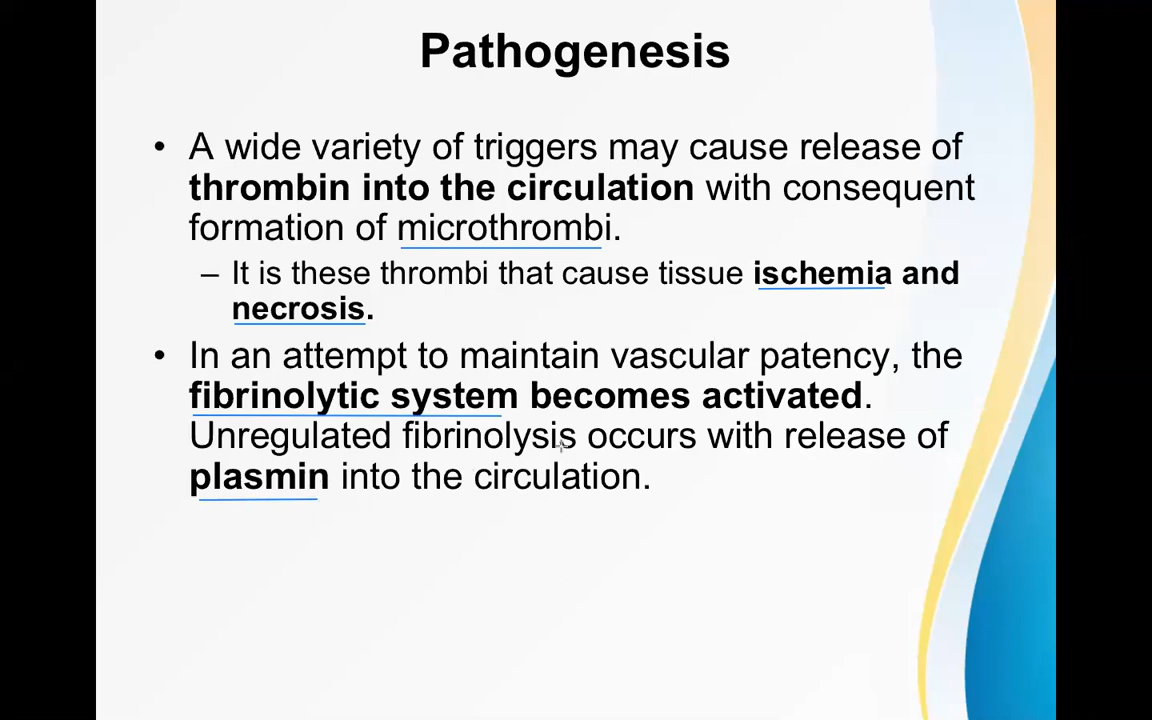 Pathogenesis
• A wide variety of triggers may cause release of
thrombin into the circulation with consequent
formation of microthrombi.
– It is these thrombi that cause tissue ischemia and
necrosis.
• In an attempt to maintain vascular patency, the
fibrinolytic system becomes activated.
Unregulated fibrinolysis occurs with release of
plasmin into the circulation.